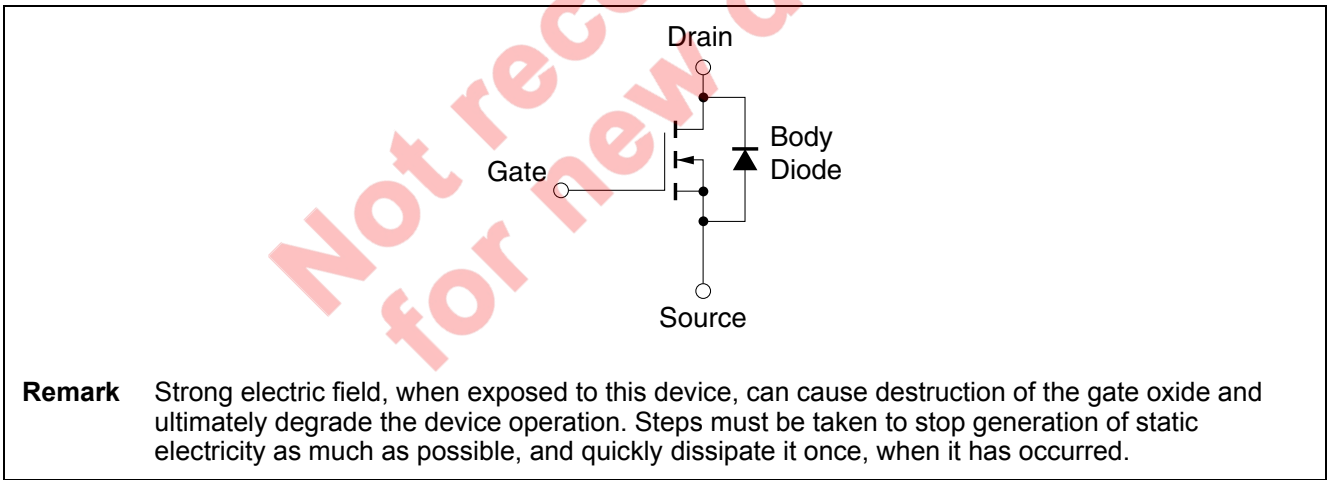 Drain
Body
Diode
Gate
Source
Remark Strong electric field, when exposed to this device, can cause destruction of the gate oxide and
ultimately degrade the device operation. Steps must be taken to stop generation of static
electricity as much as possible, and quickly dissipate it once, when it has occurred.
Not
for new